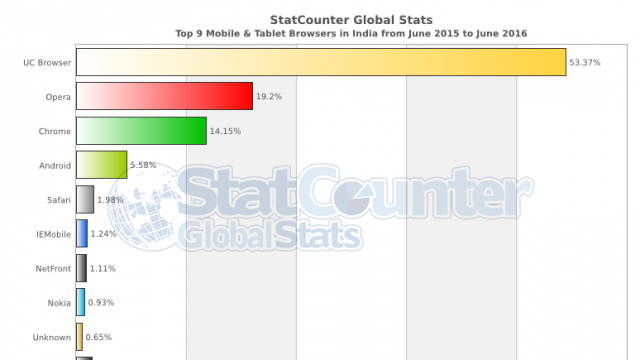 StatCounter Global Stats
Top 9 Mobile & Tablet Browsers in India from June 2015 to June 2016
UC Browser 53.37%
Opera 19.2%
Chrome 14.15%
Android 5.58%
Safari 1.98%
IEMobile 1.24%
NetFront 1.11%
Nokia 0.93%
Unknown 0.65%
StatCounter
GlobalStats